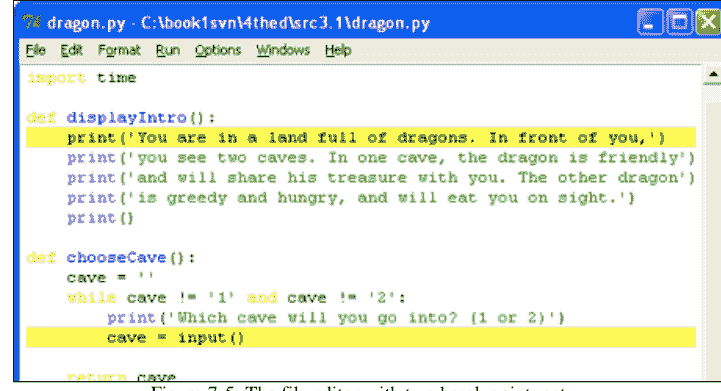 dragon.py - C:\book1svn\4thed\src3.1\dragon.py
File Edit Format Run Options Windows Help
import time
def displayIntro():
print('You are in a land full of dragons. In front of you,')
print('you see two caves. In one cave, the dragon is friendly')
print('and will share his treasure with you. The other dragon')
print('is greedy and hungry, and will eat you on sight.')
print()
def chooseCave():
cave = ''
while cave != '1' and cave != '2':
print('Which cave will you go into? (1 or 2)')
cave = input()
return cave